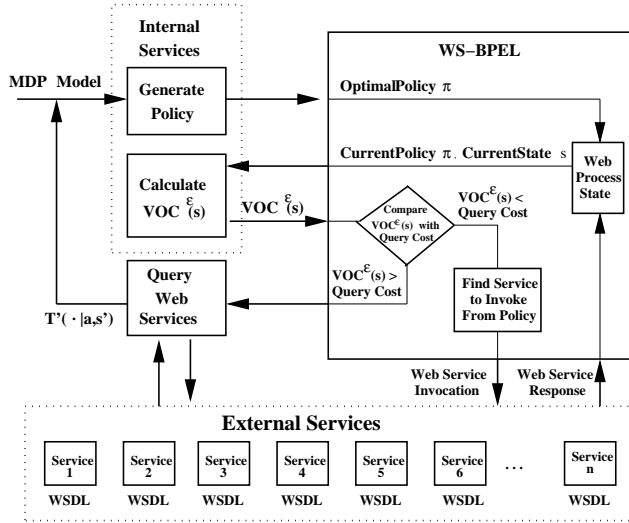 Internal
Services
WS–BPEL
MDP Model
Generate
Policy
OptimalPolicy π
CurrentPolicy π, CurrentState s
Web
Process
State
Calculate
VOC^ε(s)
VOC^ε(s)
Compare
VOC^ε(s) with
Query Cost
VOC^ε(s) <
Query Cost
VOC^ε(s) >
Query Cost
Find Service
to Invoke
From Policy
Query
Web
Services
T'( · |a,s')
Web Service
Invocation
Web Service
Response
External Services
Service
1
Service
2
Service
3
Service
4
Service
5
Service
6
...
Service
n
WSDL
WSDL
WSDL
WSDL
WSDL
WSDL
WSDL